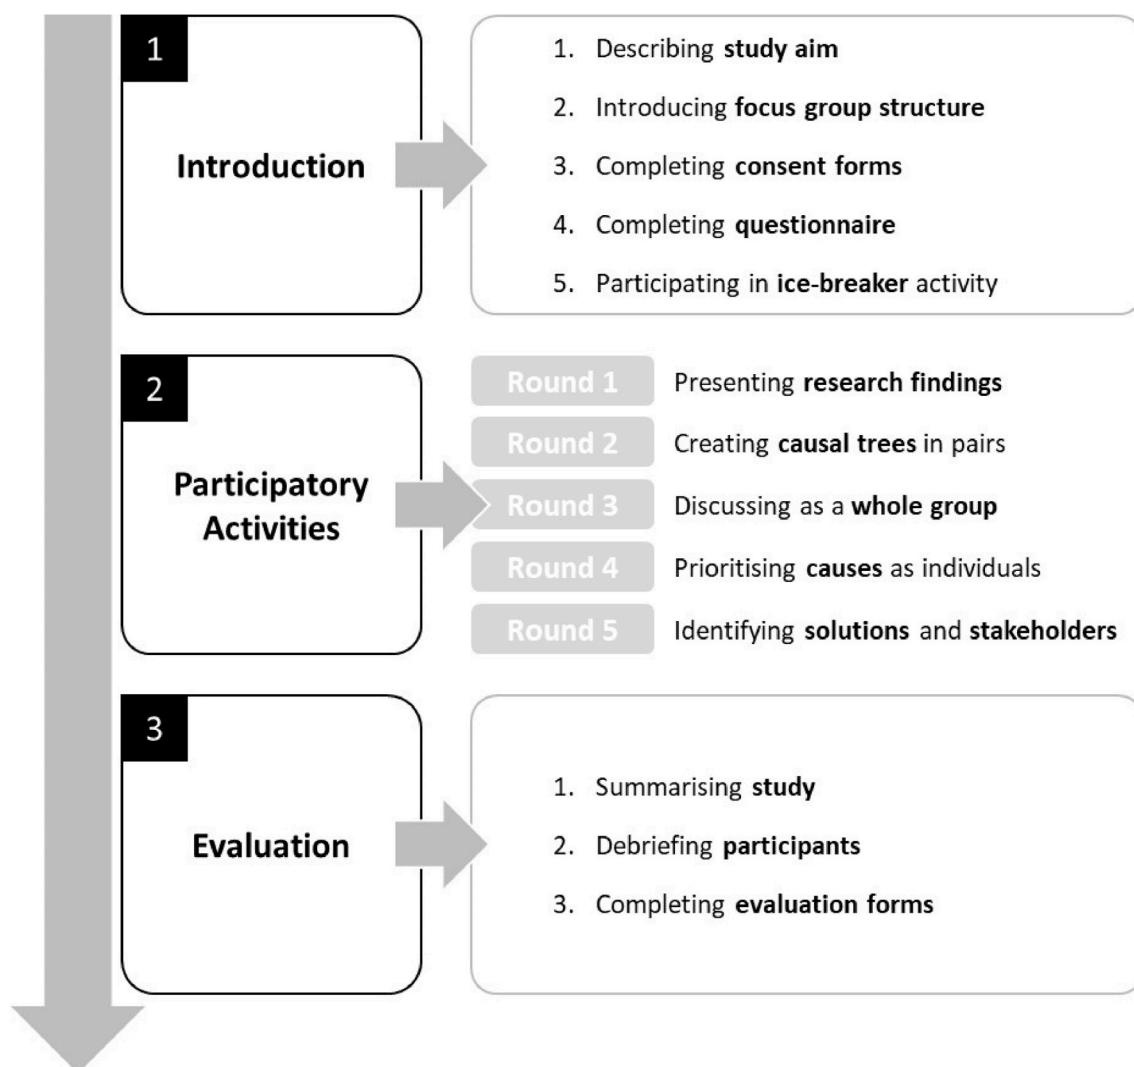 1
Introduction
1. Describing study aim
2. Introducing focus group structure
3. Completing consent forms
4. Completing questionnaire
5. Participating in ice-breaker activity
2
Participatory
Activities
Round 1 Presenting research findings
Round 2 Creating causal trees in pairs
Round 3 Discussing as a whole group
Round 4 Prioritising causes as individuals
Round 5 Identifying solutions and stakeholders
3
Evaluation
1. Summarising study
2. Debriefing participants
3. Completing evaluation forms